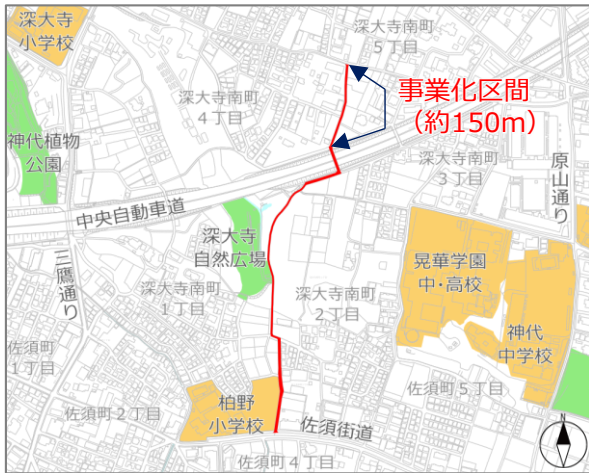 深大寺
小学校
深大寺南町
5丁目
事業化区間
（約150m）
深大寺南町
4丁目
神代植物
公園
深大寺南町
3丁目
原山通り
中央自動車道
深大寺
自然広場
三鷹通り
晃華学園
中・高校
深大寺南町
1丁目
深大寺南町
2丁目
神代
中学校
佐須町
1丁目
佐須町2丁目
柏野
小学校
佐須街道
佐須町5丁目
佐須町4丁目
N